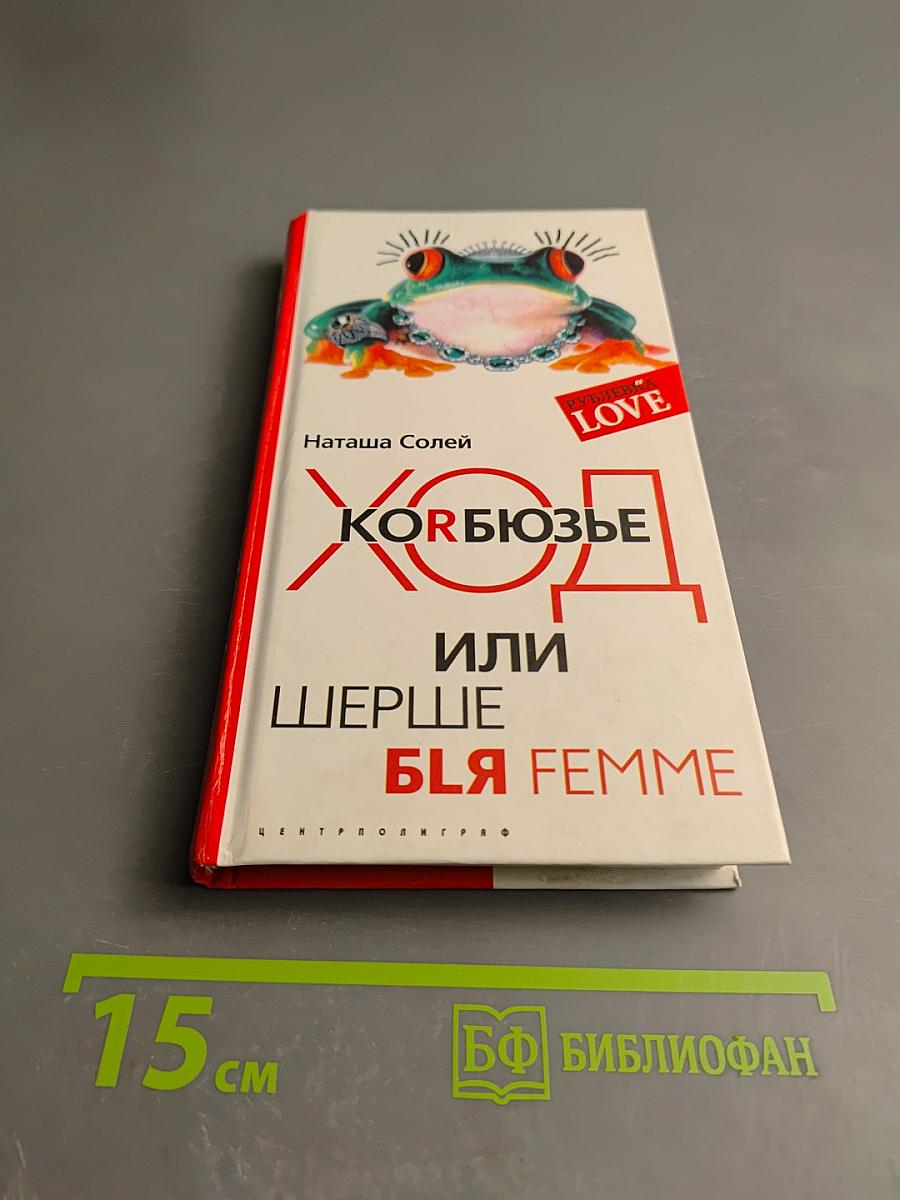 РУБЛЕВКА
LOVE
Наташа Солей
ХОД
КОRБЮЗЬЕ
ИЛИ
ШЕРШЕ
БLЯ FEMME
ЦЕНТРПОЛИГРАФ
15 см
БФ БИБЛИОФАН